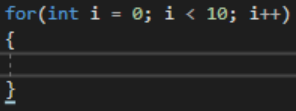 for(int i = 0; i < 10; i++)
{
}